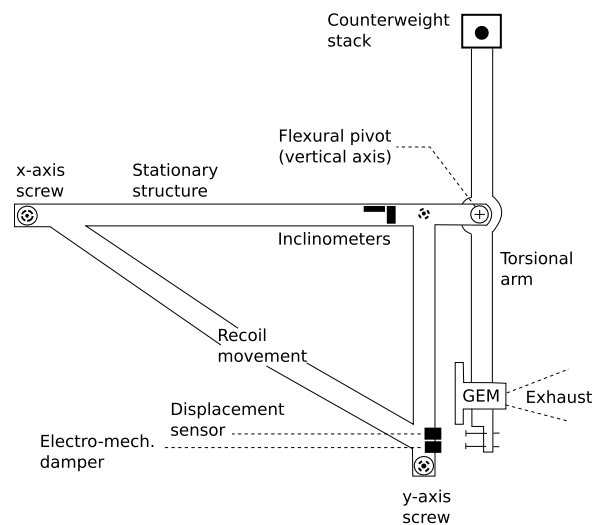 Counterweight
stack
Flexural pivot
(vertical axis)
x-axis
screw
Stationary
structure
Inclinometers
Torsional
arm
Recoil
movement
GEM
Exhaust
Displacement
sensor
Electro-mech.
damper
y-axis
screw